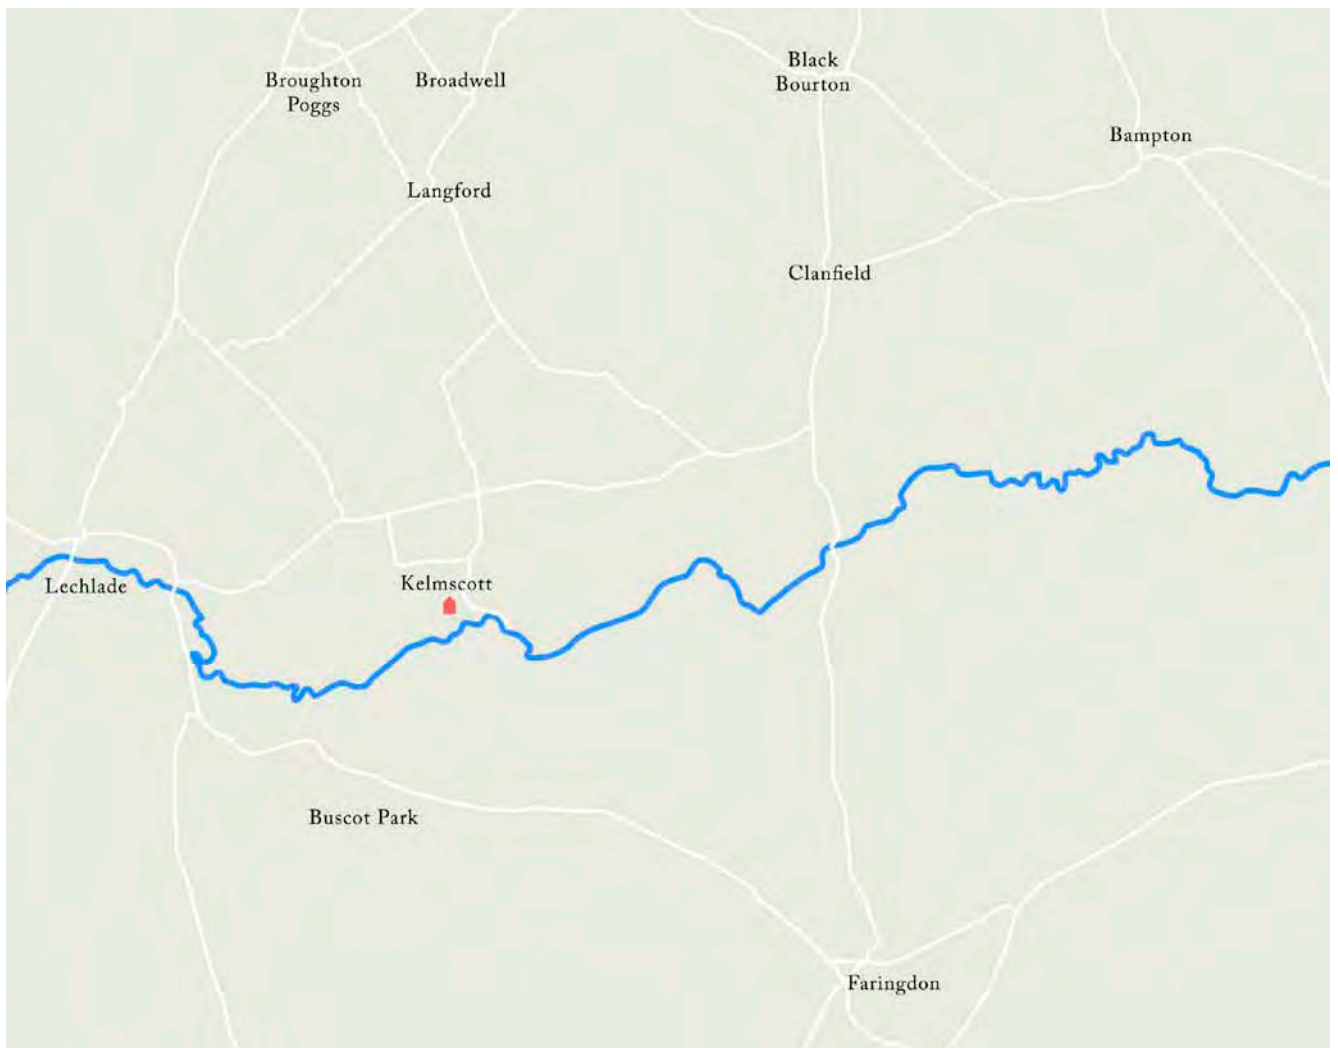 Black
Bourton
Broughton
Poggs
Broadwell
Bampton
Langford
Clanfield
Lechlade
Kelmscott
Buscot Park
Faringdon